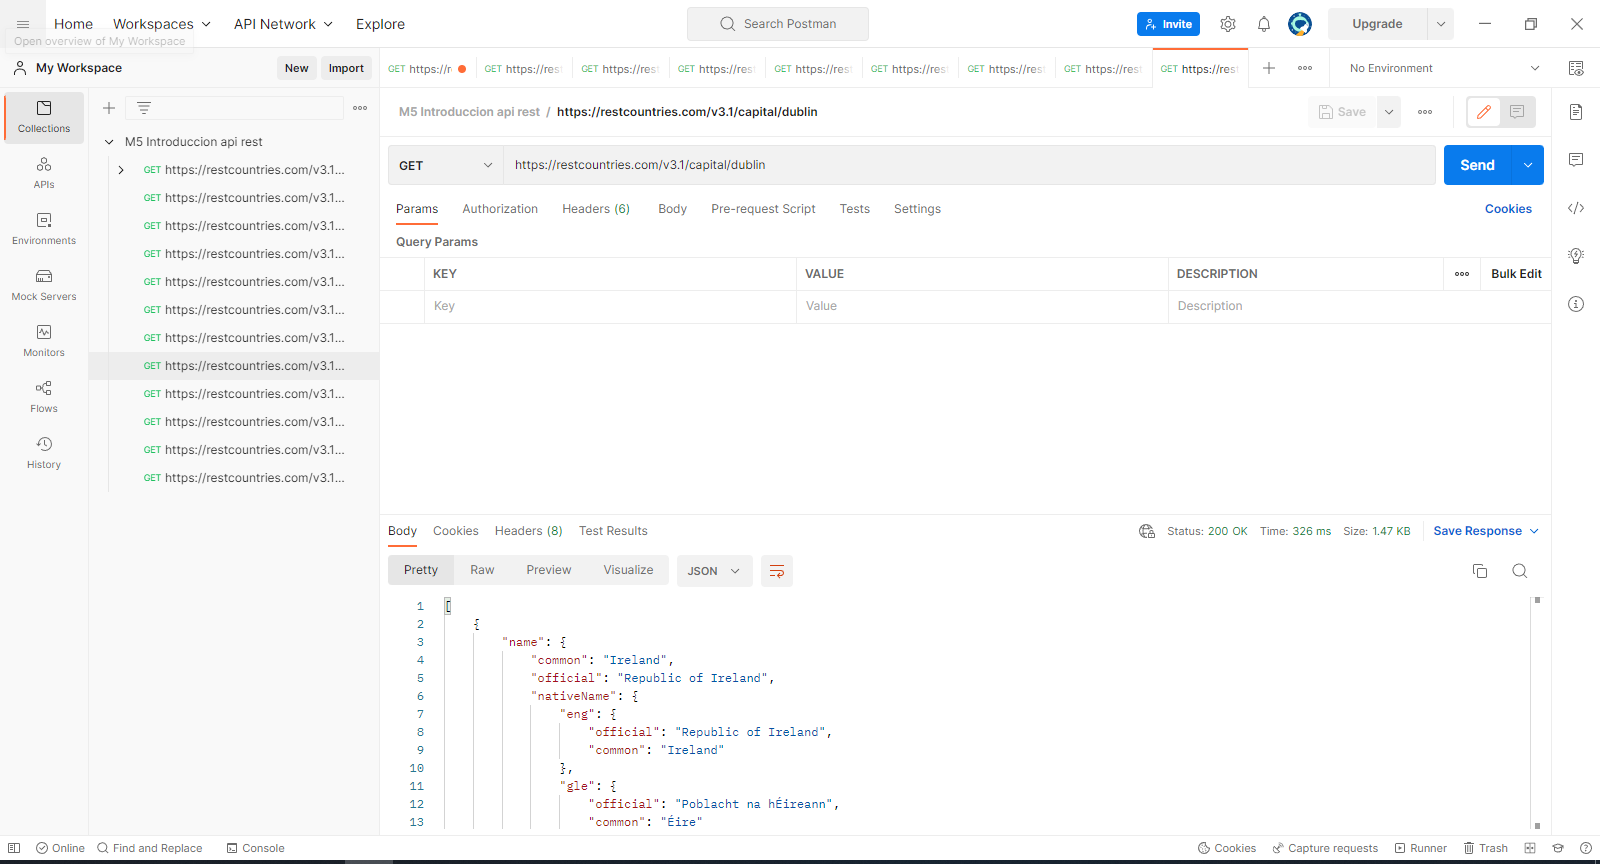 Home Workspaces API Network Explore Search Postman Invite Upgrade
Open overview of My Workspace
My Workspace New Import GET https://r GET https://res GET https://rest GET https://res GET https://res GET https://res GET https://res GET https://rest GET https://res No Environment
M5 Introduccion api rest / https://restcountries.com/v3.1/capital/dublin Save
Collections
APIs
Environments
Mock Servers
Monitors
Flows
History
M5 Introduccion api rest
GET https://restcountries.com/v3.1...
GET https://restcountries.com/v3.1...
GET https://restcountries.com/v3.1...
GET https://restcountries.com/v3.1...
GET https://restcountries.com/v3.1...
GET https://restcountries.com/v3.1...
GET https://restcountries.com/v3.1...
GET https://restcountries.com/v3.1...
GET https://restcountries.com/v3.1...
GET https://restcountries.com/v3.1...
GET https://restcountries.com/v3.1...
GET https://restcountries.com/v3.1...
GET https://restcountries.com/v3.1/capital/dublin Send
Params Authorization Headers (6) Body Pre-request Script Tests Settings Cookies
Query Params
KEY VALUE DESCRIPTION Bulk Edit
Key Value Description
Body Cookies Headers (8) Test Results Status: 200 OK Time: 326 ms Size: 1.47 KB Save Response
Pretty Raw Preview Visualize JSON
1 [
2 {
3 "name": {
4 "common": "Ireland",
5 "official": "Republic of Ireland",
6 "nativeName": {
7 "eng": {
8 "official": "Republic of Ireland",
9 "common": "Ireland"
10 },
11 "gle": {
12 "official": "Poblacht na hÉireann",
13 "common": "Éire"
Online Find and Replace Console Cookies Capture requests Runner Trash